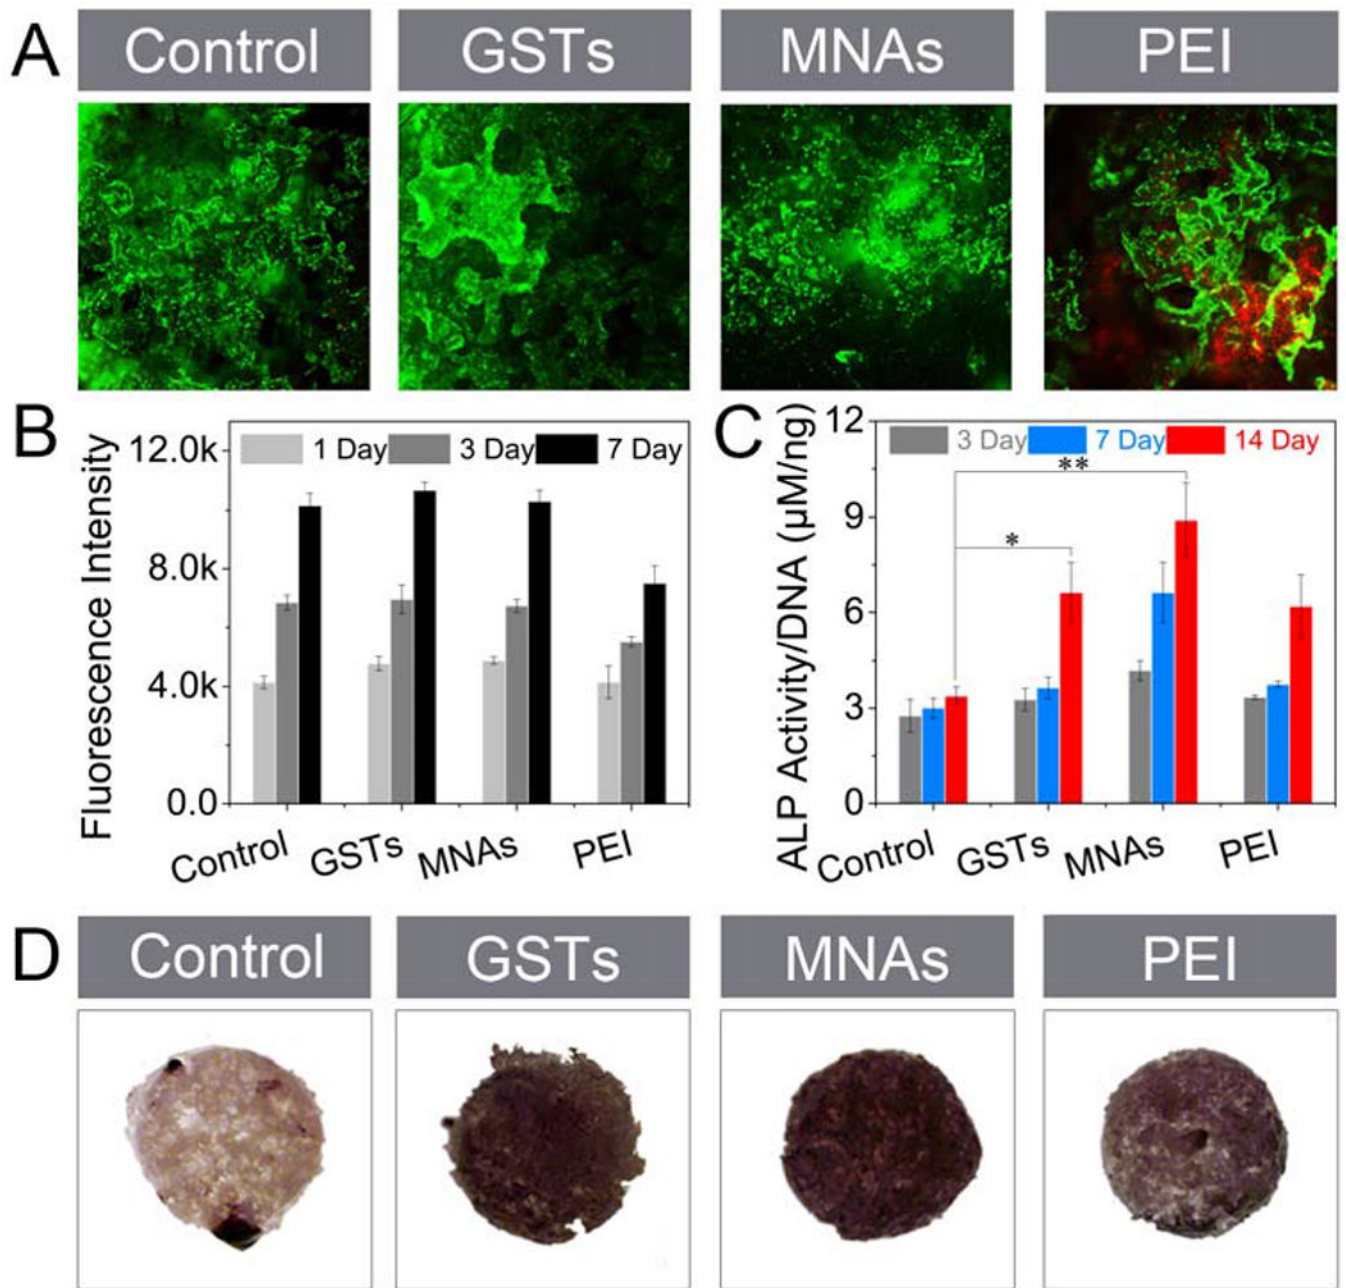 A
Control
GSTs
MNAs
PEI
B
Fluorescence Intensity
12.0k
8.0k
4.0k
0.0
1 Day
3 Day
7 Day
Control
GSTs
MNAs
PEI
C
ALP Activity/DNA (μM/ng)
12
9
6
3
0
3 Day
7 Day
14 Day
**
*
Control
GSTs
MNAs
PEI
D
Control
GSTs
MNAs
PEI